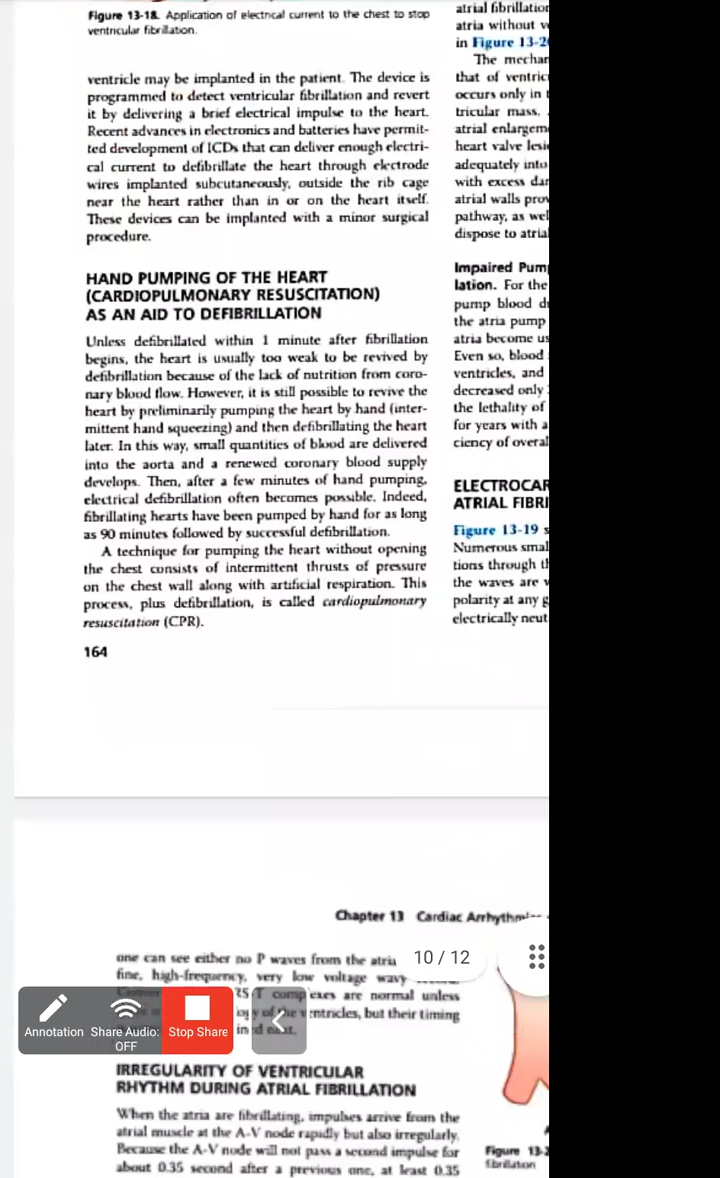 Figure 13-18. Application of electrical current to the chest to stop
ventricular fibrillation.
ventricle may be implanted in the patient. The device is
programmed to detect ventricular fibrillation and revert
it by delivering a brief electrical impulse to the heart.
Recent advances in electronics and batteries have permit-
ted development of ICDs that can deliver enough electri-
cal current to defibrillate the heart through electrode
wires implanted subcutaneously, outside the rib cage
near the heart rather than in or on the heart itself.
These devices can be implanted with a minor surgical
procedure.
HAND PUMPING OF THE HEART
(CARDIOPULMONARY RESUSCITATION)
AS AN AID TO DEFIBRILLATION
Unless defibrillated within 1 minute after fibrillation
begins, the heart is usually too weak to be revived by
defibrillation because of the lack of nutrition from coro-
nary blood flow. However, it is still possible to revive the
heart by preliminarily pumping the heart by hand (inter-
mittent hand squeezing) and then defibrillating the heart
later. In this way, small quantities of blood are delivered
into the aorta and a renewed coronary blood supply
develops. Then, after a few minutes of hand pumping,
electrical defibrillation often becomes possible. Indeed,
fibrillating hearts have been pumped by hand for as long
as 90 minutes followed by successful defibrillation.
A technique for pumping the heart without opening
the chest consists of intermittent thrusts of pressure
on the chest wall along with artificial respiration. This
process, plus defibrillation, is called cardiopulmonary
resuscitation (CPR).
164
atrial fibrillation
atria without
in Figure 13-20
The mechan
that of ventric
occurs only in
tricular mass.
atrial enlargem
heart valve lesi
adequately into
with excess dam
atrial walls prov
pathway, as wel
dispose to atrial
Impaired Pump
lation. For the
pump blood
the atria pump
atria become us
Even so, blood
ventricles, and
decreased only
the lethality of
for years with a
ciency of overal
ELECTROCAR
ATRIAL FIBRI
Figure 13-19 s
Numerous smal
tions through th
the waves are v
polarity at any g
electrically neut
Chapter 13 Cardiac Arrhythm
one can see either no P waves from the atria
fine, high-frequency, very low voltage wavy
RS-T complexes are normal unless
of the ventricles, but their timing
10 / 12
Annotation
Share Audio:
OFF
Stop Share
IRREGULARITY OF VENTRICULAR
RHYTHM DURING ATRIAL FIBRILLATION
When the atria are fibrillating, impulses arrive from the
atrial muscle at the A-V node rapidly but also irregularly.
Because the A-V node will not pass a second impulse for
about 0.35 second after a previous one, at least 0.35
Figure 13-
fibrillation